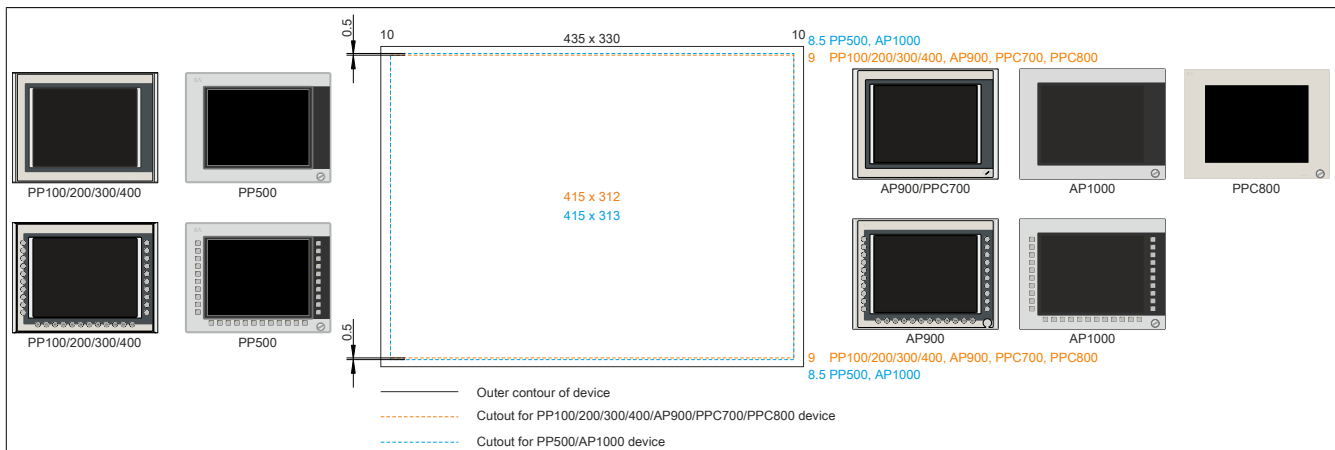 0.5
10
435 x 330
10
8.5 PP500, AP1000
9 PP100/200/300/400, AP900, PPC700, PPC800
PP100/200/300/400
PP500
AP900/PPC700
AP1000
PPC800
415 x 312
415 x 313
PP100/200/300/400
PP500
0.5
AP900
AP1000
9 PP100/200/300/400, AP900, PPC700, PPC800
8.5 PP500, AP1000
Outer contour of device
Cutout for PP100/200/300/400/AP900/PPC700/PPC800 device
Cutout for PP500/AP1000 device